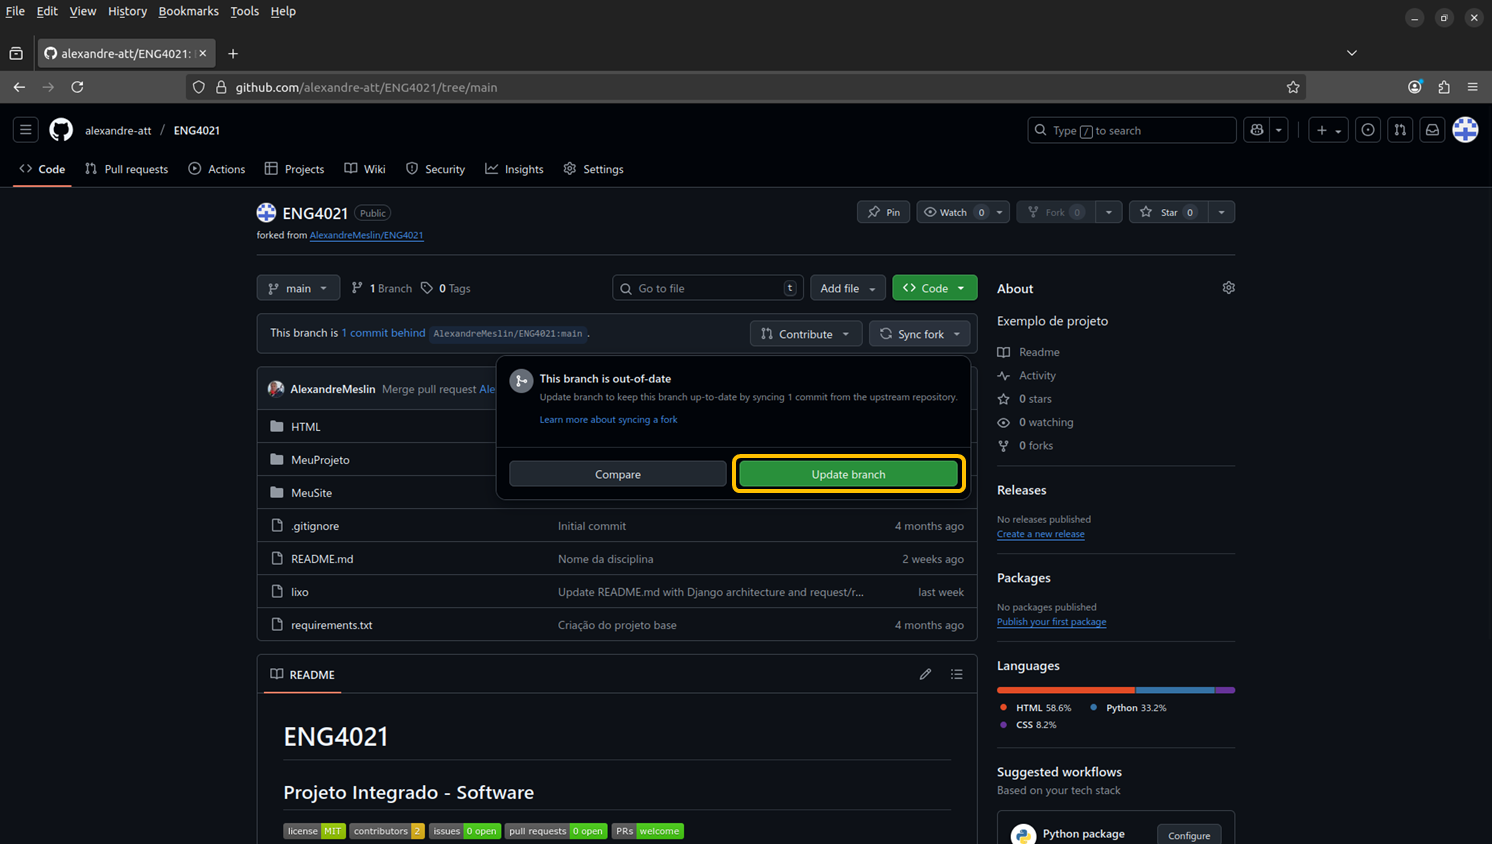 File Edit View History Bookmarks Tools Help
alexandre-att/ENG4021:
github.com/alexandre-att/ENG4021/tree/main
alexandre-att / ENG4021
Type / to search
Code Pull requests Actions Projects Wiki Security Insights Settings
ENG4021 Public
Pin Watch 0 Fork 0 Star 0
forked from AlexandreMeslin/ENG4021
main 1 Branch 0 Tags Go to file t Add file Code
This branch is 1 commit behind AlexandreMeslin/ENG4021:main .
Contribute Sync fork
This branch is out-of-date
Update branch to keep this branch up-to-date by syncing 1 commit from the upstream repository.
Learn more about syncing a fork
Compare Update branch
AlexandreMeslin Merge pull request Ale
HTML
MeuProjeto
MeuSite
.gitignore Initial commit 4 months ago
README.md Nome da disciplina 2 weeks ago
lixo Update README.md with Django architecture and request/r... last week
requirements.txt Criação do projeto base 4 months ago
README
ENG4021
Projeto Integrado - Software
license MIT contributors 2 issues 0 open pull requests 0 open PRs welcome
About
Exemplo de projeto
Readme
Activity
0 stars
0 watching
0 forks
Releases
No releases published
Create a new release
Packages
No packages published
Publish your first package
Languages
HTML 58.6% Python 33.2%
CSS 8.2%
Suggested workflows
Based on your tech stack
Python package Configure